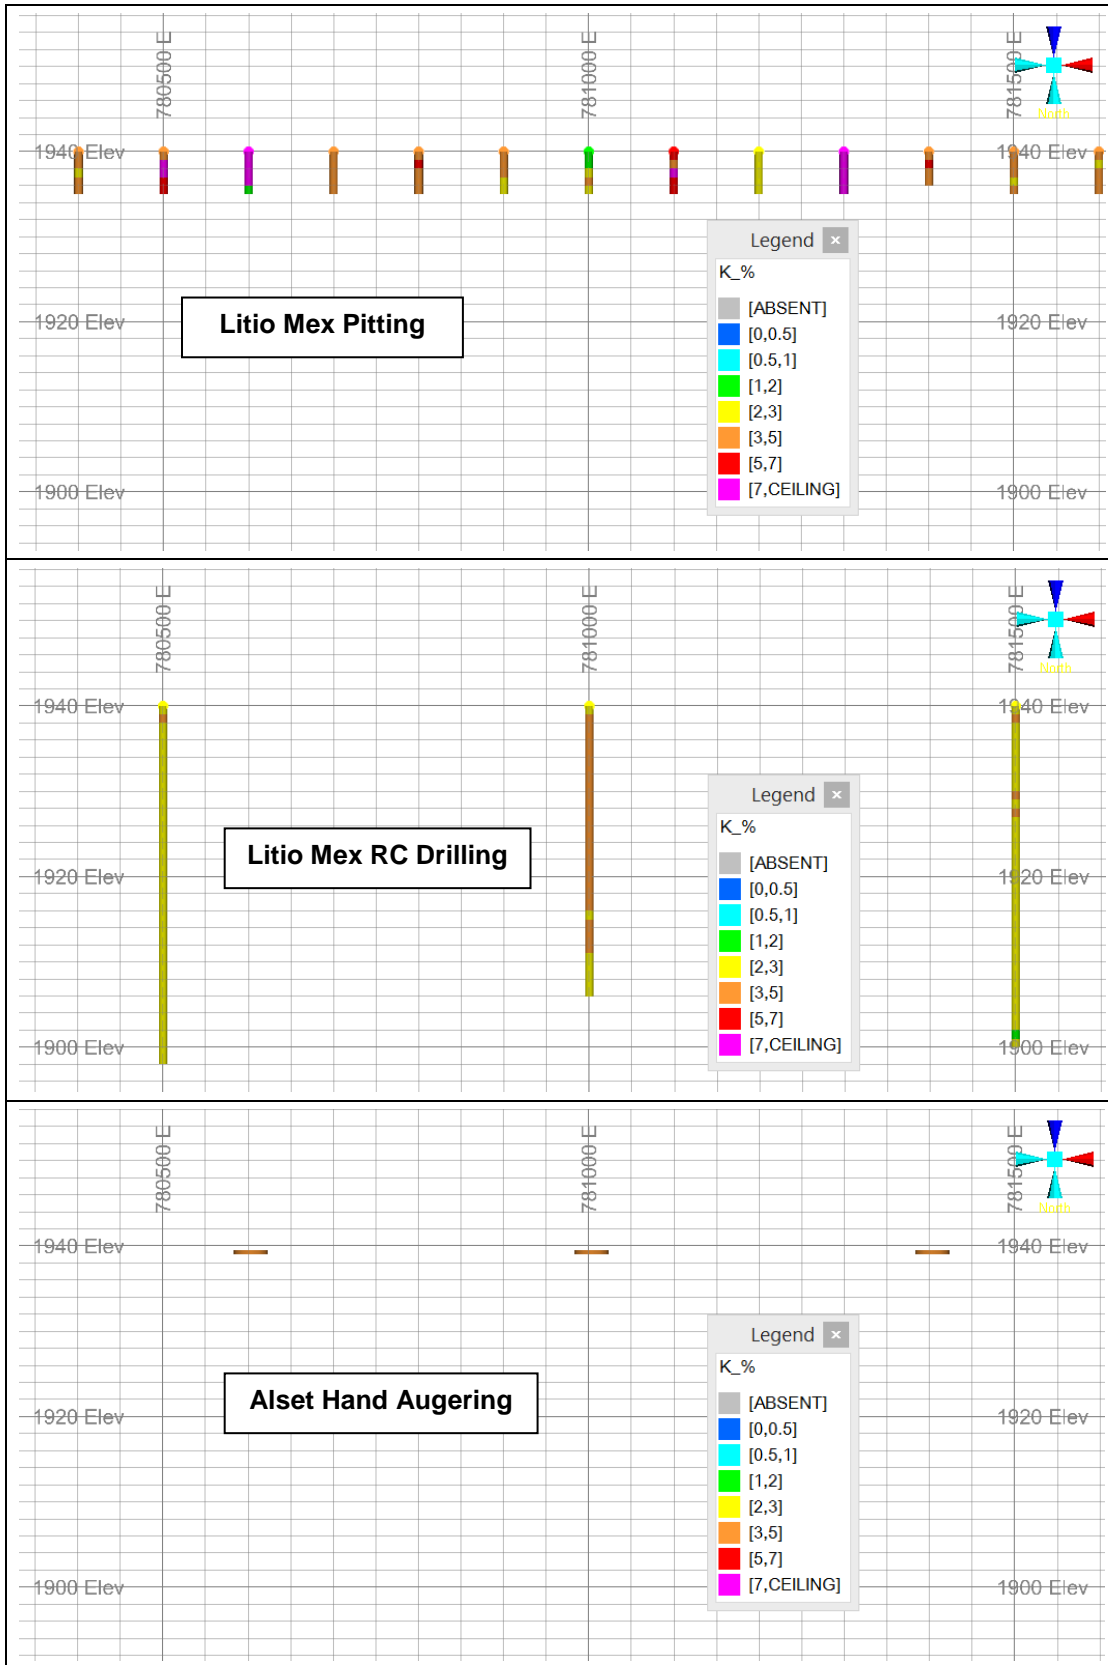 780500 E
781000 E
781500 E
North
1940 Elev
1940 Elev
Legend ×
K_%
[ABSENT]
[0,0.5]
[0.5,1]
[1,2]
[2,3]
[3,5]
[5,7]
[7,CEILING]
Litio Mex Pitting
1920 Elev
1920 Elev
1900 Elev
1900 Elev
780500 E
781000 E
781500 E
North
1940 Elev
1940 Elev
Legend ×
K_%
[ABSENT]
[0,0.5]
[0.5,1]
[1,2]
[2,3]
[3,5]
[5,7]
[7,CEILING]
Litio Mex RC Drilling
1920 Elev
1920 Elev
1900 Elev
1900 Elev
780500 E
781000 E
781500 E
North
1940 Elev
1940 Elev
Legend ×
K_%
[ABSENT]
[0,0.5]
[0.5,1]
[1,2]
[2,3]
[3,5]
[5,7]
[7,CEILING]
Alset Hand Augering
1920 Elev
1920 Elev
1900 Elev
1900 Elev